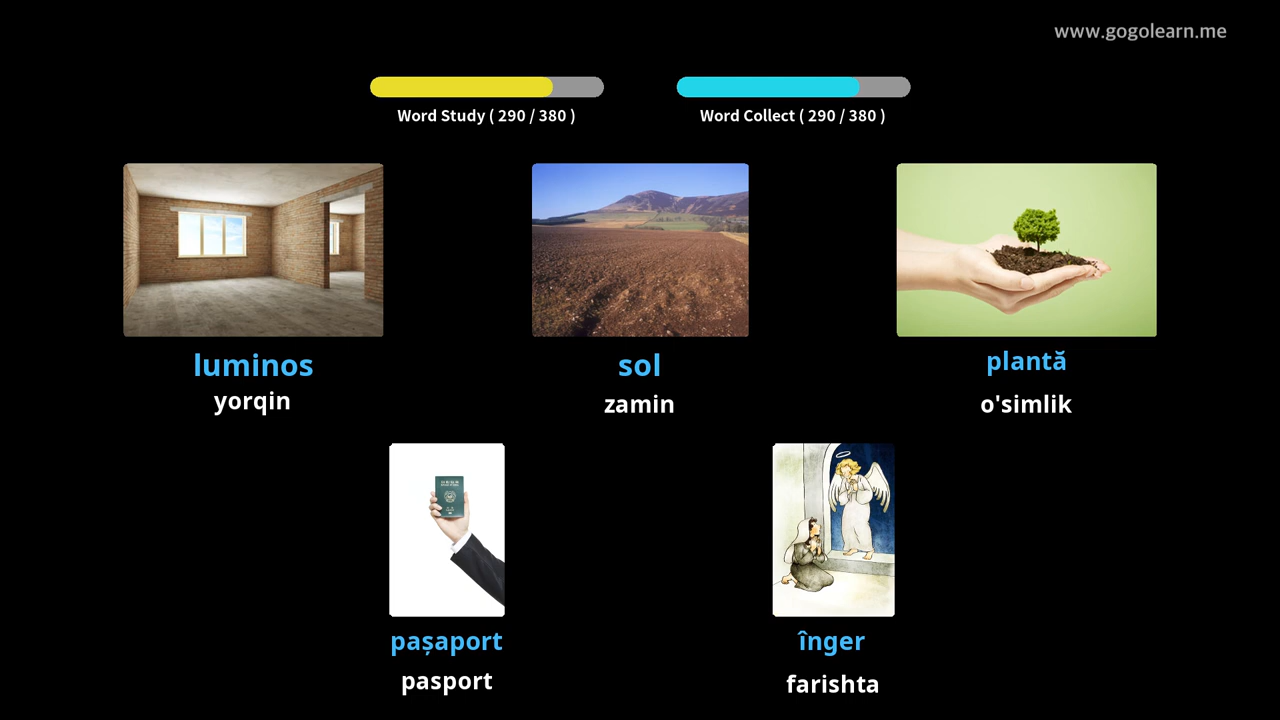 www.gogolearn.me
Word Study ( 290 / 380 )
Word Collect ( 290 / 380 )
luminos
yorqin
sol
zamin
plantă
o'simlik
pașaport
pasport
înger
farishta